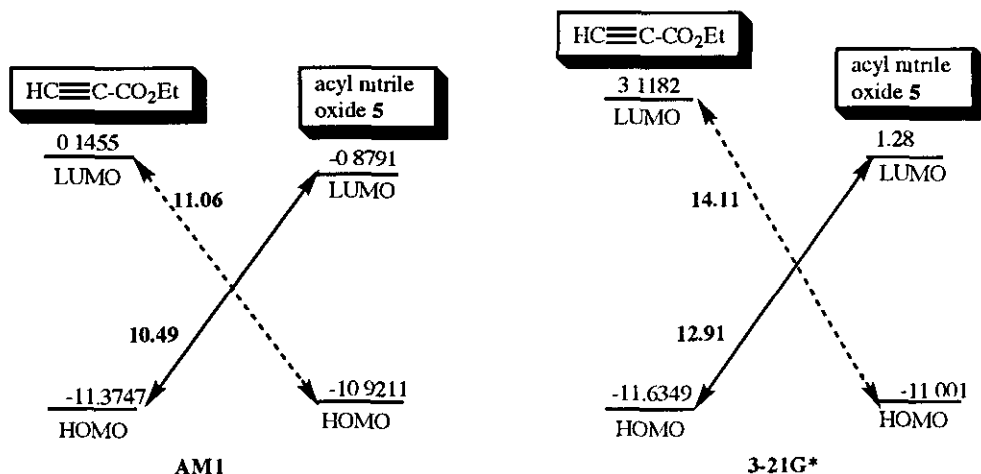 HC≡C-CO₂Et
acyl nitrile
oxide 5
0 1455
LUMO
-0 8791
LUMO
11.06
10.49
-11.3747
HOMO
-10 9211
HOMO
AM1
HC≡C-CO₂Et
3 1182
LUMO
acyl nitrile
oxide 5
1.28
LUMO
14.11
12.91
-11.6349
HOMO
-11 001
HOMO
3-21G*